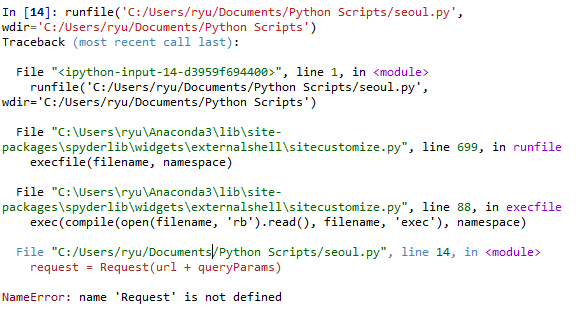 In [14]: runfile('C:/Users/ryu/Documents/Python Scripts/seoul.py',
wdir='C:/Users/ryu/Documents/Python Scripts')
Traceback (most recent call last):

  File "<ipython-input-14-d3959f694400>", line 1, in <module>
    runfile('C:/Users/ryu/Documents/Python Scripts/seoul.py',
wdir='C:/Users/ryu/Documents/Python Scripts')

  File "C:\Users\ryu\Anaconda3\lib\site-
packages\spyderlib\widgets\externalshell\sitecustomize.py", line 699, in runfile
    execfile(filename, namespace)

  File "C:\Users\ryu\Anaconda3\lib\site-
packages\spyderlib\widgets\externalshell\sitecustomize.py", line 88, in execfile
    exec(compile(open(filename, 'rb').read(), filename, 'exec'), namespace)

  File "C:/Users/ryu/Documents/Python Scripts/seoul.py", line 14, in <module>
    request = Request(url + queryParams)

NameError: name 'Request' is not defined